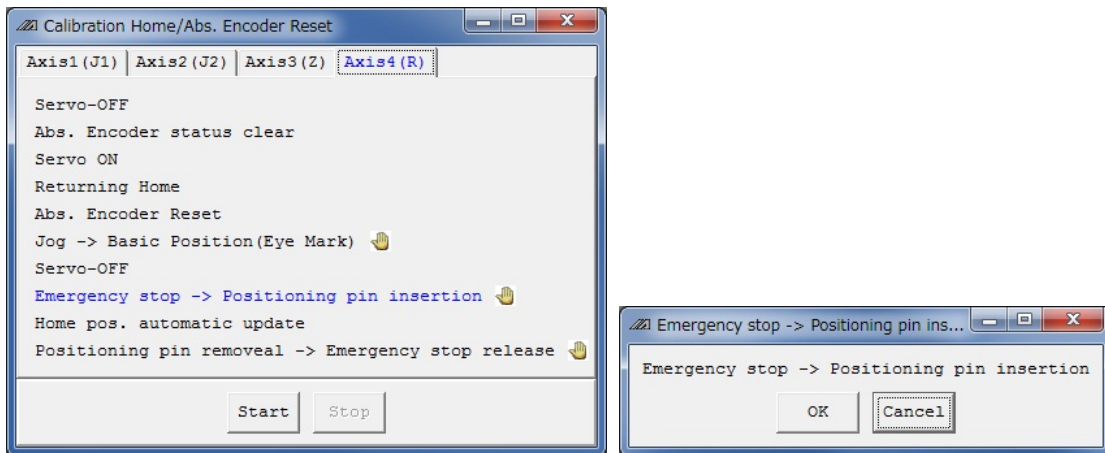 Calibration Home/Abs. Encoder Reset
Axis1(J1) Axis2(J2) Axis3(Z) Axis4(R)
Servo-OFF
Abs. Encoder status clear
Servo ON
Returning Home
Abs. Encoder Reset
Jog -> Basic Position(Eye Mark)
Servo-OFF
Emergency stop -> Positioning pin insertion
Home pos. automatic update
Positioning pin removeal -> Emergency stop release
Start Stop
Emergency stop -> Positioning pin ins...
Emergency stop -> Positioning pin insertion
OK Cancel